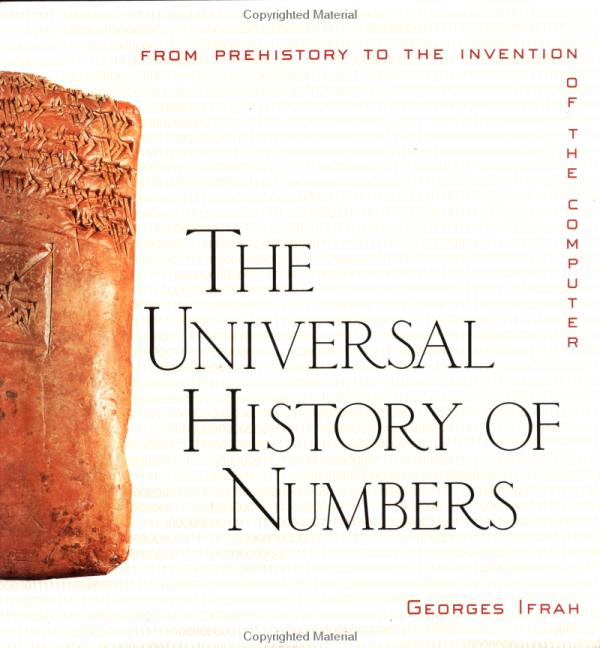 Copyrighted Material
FROM PREHISTORY TO THE INVENTION
OF THE COMPUTER
THE
UNIVERSAL
HISTORY OF
NUMBERS
GEORGES IFRAH
Copyrighted Material